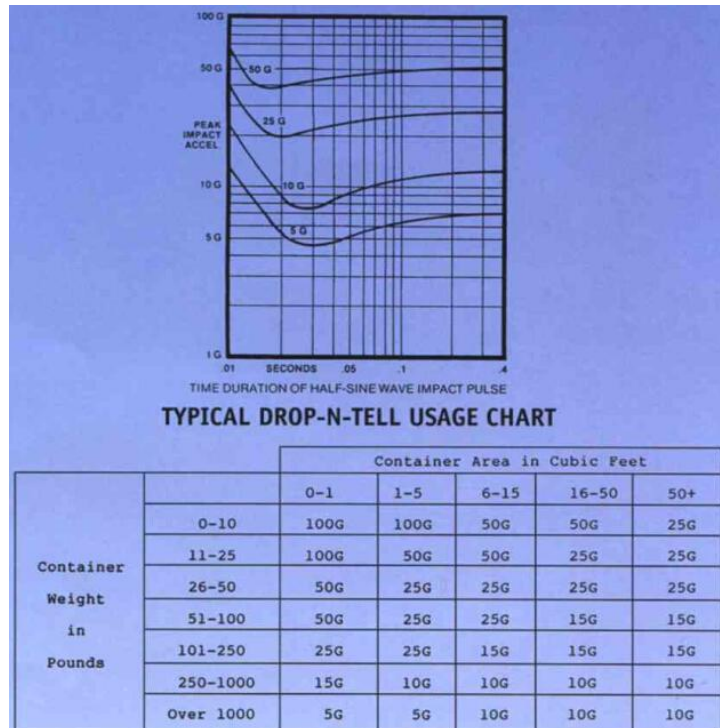 100 G
50 G
50 G
25 G
PEAK
IMPACT
ACCEL.
10 G
10 G
5 G
5 G
1 G
.01 SECONDS .05 .1 .4
TIME DURATION OF HALF-SINE WAVE IMPACT PULSE
TYPICAL DROP-N-TELL USAGE CHART
Container Area in Cubic Feet
0-1 1-5 6-15 16-50 50+
Container
Weight
in
Pounds
0-10 100G 100G 50G 50G 25G
11-25 100G 50G 50G 25G 25G
26-50 50G 25G 25G 25G 25G
51-100 50G 25G 25G 15G 15G
101-250 25G 25G 15G 15G 15G
250-1000 15G 10G 10G 10G 10G
Over 1000 5G 5G 10G 10G 10G